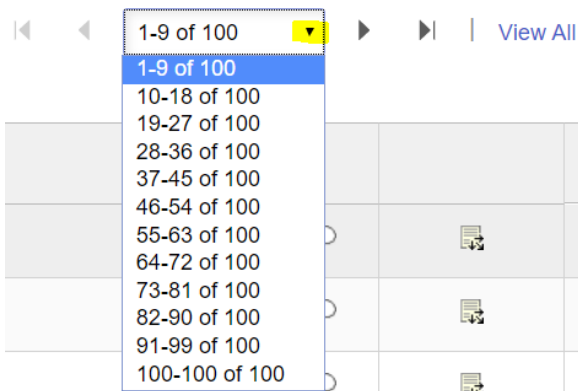 1-9 of 100 View All
1-9 of 100
10-18 of 100
19-27 of 100
28-36 of 100
37-45 of 100
46-54 of 100
55-63 of 100
64-72 of 100
73-81 of 100
82-90 of 100
91-99 of 100
100-100 of 100